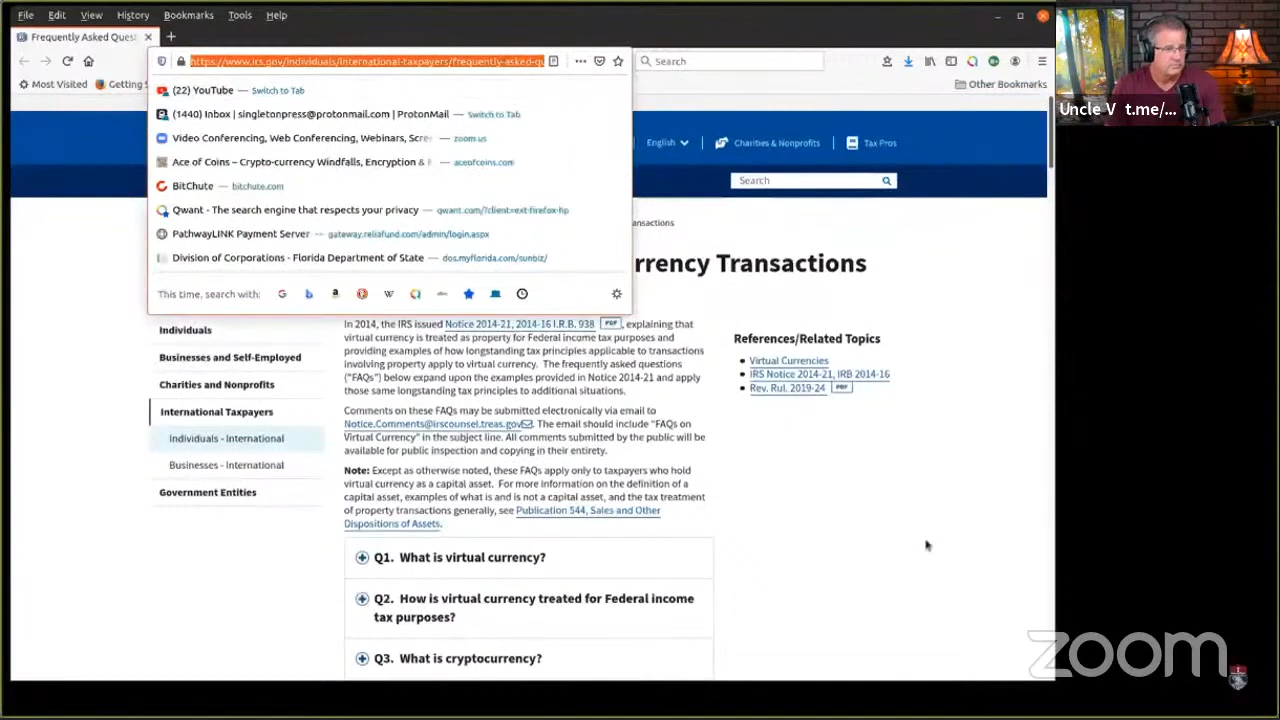 File Edit View History Bookmarks Tools Help
Frequently Asked Ques
https://www.irs.gov/individuals/international-taxpayers/frequently-asked-qu
Search
Most Visited
Getting S
Other Bookmarks
(22) YouTube — Switch to Tab
(1440) Inbox | singletonpress@protonmail.com | ProtonMail — Switch to Tab
Video Conferencing, Web Conferencing, Webinars, Scre — zoom.us
Ace of Coins – Crypto-currency Windfalls, Encryption & — aceofcoins.com
BitChute — bitchute.com
Qwant - The search engine that respects your privacy — qwant.com/?client=ext-firefox-hp
PathwayLINK Payment Server — gateway.reliafund.com/admin/login.aspx
Division of Corporations - Florida Department of State — dos.myflorida.com/sunbiz/
This time, search with:
English
Charities & Nonprofits
Tax Pros
Search
ansactions
rrency Transactions
Individuals
Businesses and Self-Employed
Charities and Nonprofits
International Taxpayers
Individuals - International
Businesses - International
Government Entities
In 2014, the IRS issued Notice 2014-21, 2014-16 I.R.B. 938 PDF , explaining that
virtual currency is treated as property for Federal income tax purposes and
providing examples of how longstanding tax principles applicable to transactions
involving property apply to virtual currency. The frequently asked questions
("FAQs") below expand upon the examples provided in Notice 2014-21 and apply
those same longstanding tax principles to additional situations.
Comments on these FAQs may be submitted electronically via email to
Notice.Comments@irscounsel.treas.gov. The email should include "FAQs on
Virtual Currency" in the subject line. All comments submitted by the public will be
available for public inspection and copying in their entirety.
Note: Except as otherwise noted, these FAQs apply only to taxpayers who hold
virtual currency as a capital asset. For more information on the definition of a
capital asset, examples of what is and is not a capital asset, and the tax treatment
of property transactions generally, see Publication 544, Sales and Other
Dispositions of Assets.
Q1. What is virtual currency?
Q2. How is virtual currency treated for Federal income
tax purposes?
Q3. What is cryptocurrency?
References/Related Topics
Virtual Currencies
IRS Notice 2014-21, IRB 2014-16
Rev. Rul. 2019-24 PDF
Uncle V t.me/...
zoom